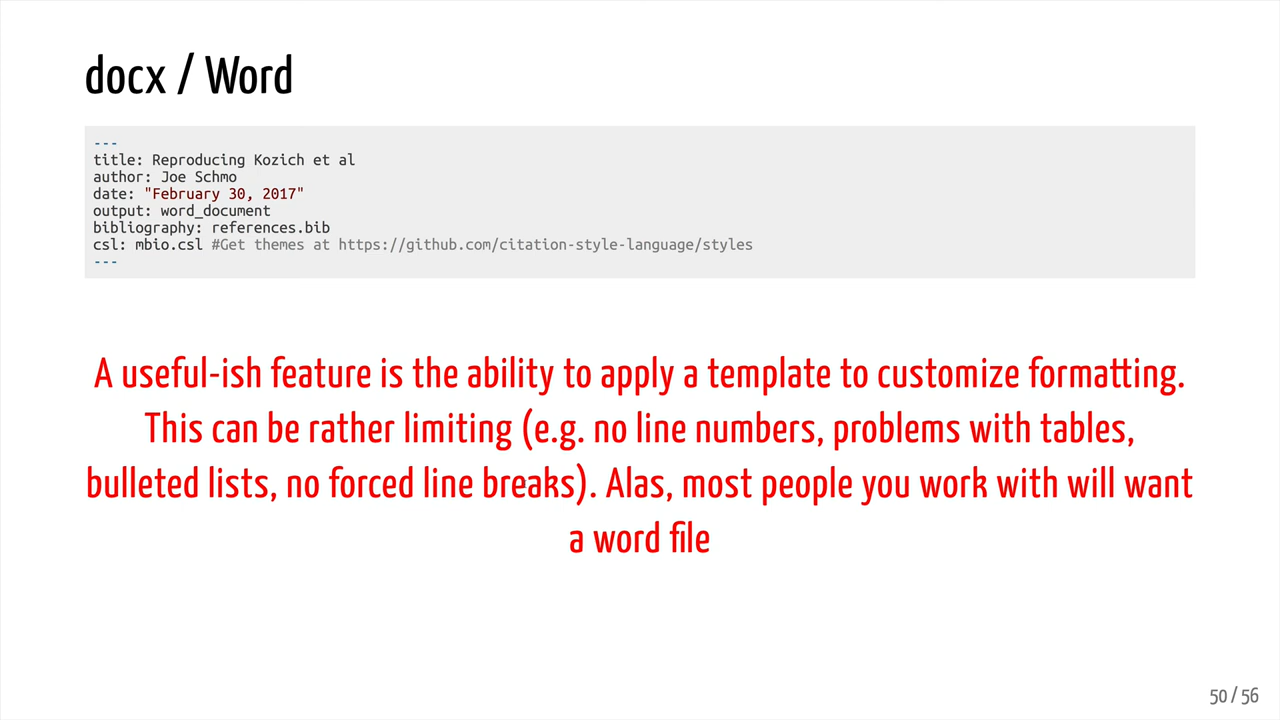 docx / Word
---
title: Reproducing Kozich et al
author: Joe Schmo
date: "February 30, 2017"
output: word_document
bibliography: references.bib
csl: mbio.csl #Get themes at https://github.com/citation-style-language/styles
---
A useful-ish feature is the ability to apply a template to customize formatting.
This can be rather limiting (e.g. no line numbers, problems with tables,
bulleted lists, no forced line breaks). Alas, most people you work with will want
a word file
50 / 56